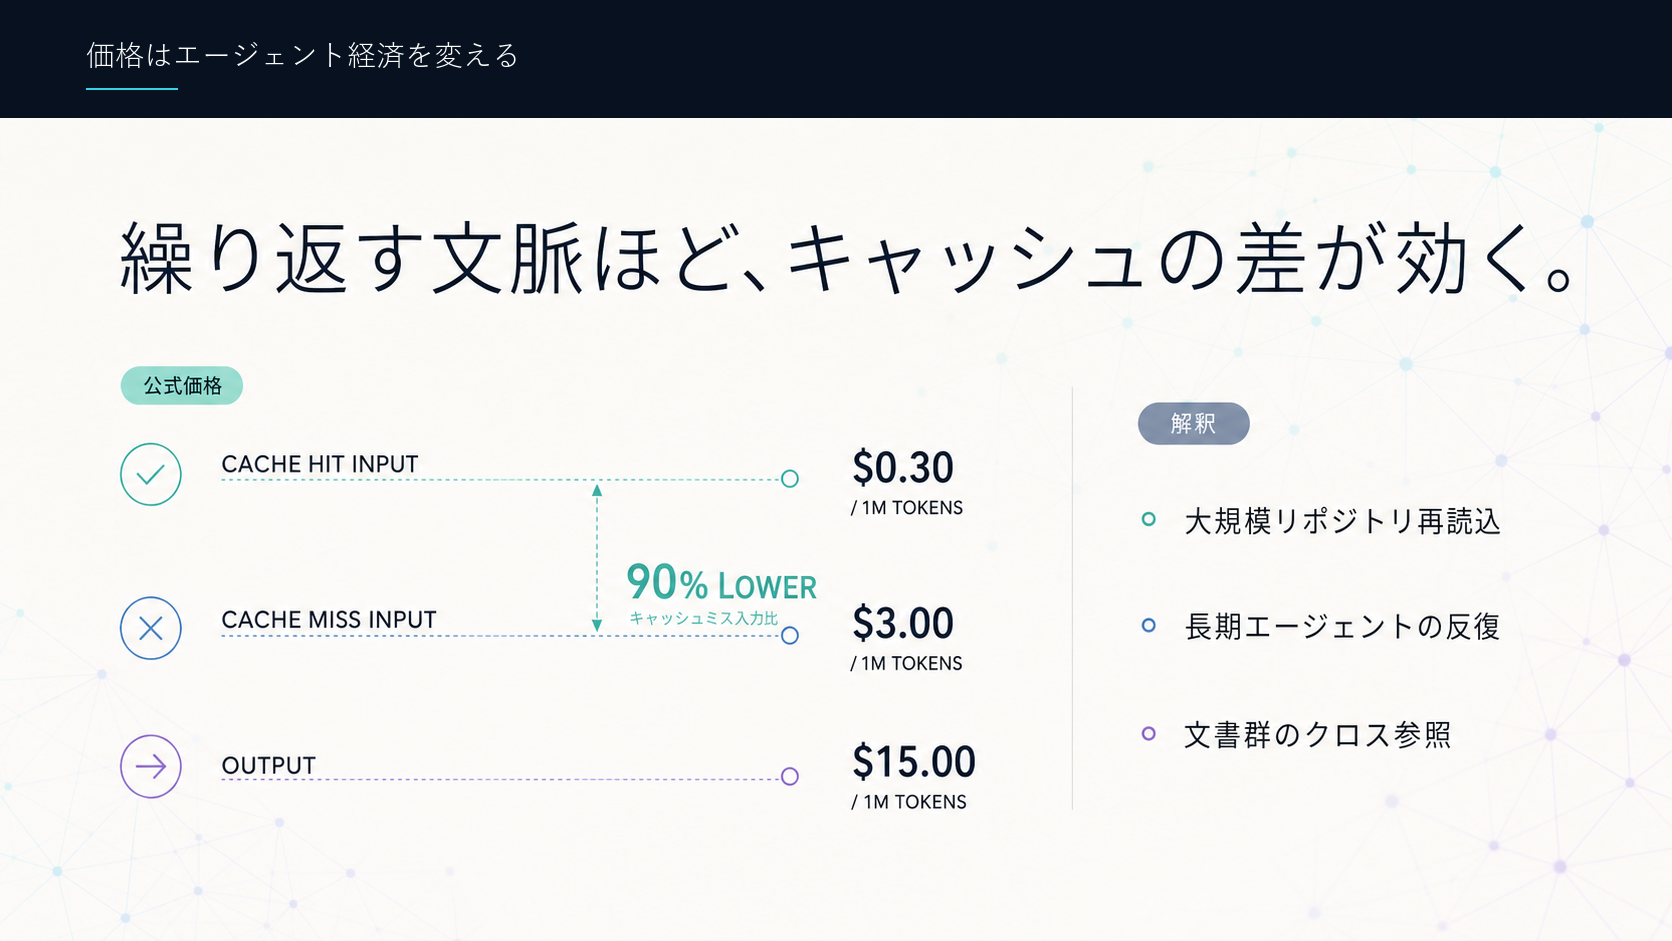 価格はエージェント経済を変える
繰り返す文脈ほど、キャッシュの差が効く。
公式価格
CACHE HIT INPUT
$0.30
/ 1M TOKENS
90% LOWER
キャッシュミス入力比
CACHE MISS INPUT
$3.00
/ 1M TOKENS
OUTPUT
$15.00
/ 1M TOKENS
解釈
大規模リポジトリ再読込
長期エージェントの反復
文書群のクロス参照